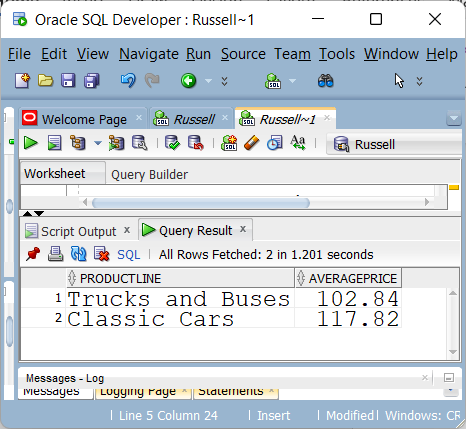 Oracle SQL Developer : Russell~1
File Edit View Navigate Run Source Team Tools Window Help
SQL
Welcome Page Russell Russell~1
Russell
Worksheet Query Builder
Script Output x Query Result x
SQL | All Rows Fetched: 2 in 1.201 seconds
PRODUCTLINE AVERAGEPRICE
1 Trucks and Buses 102.84
2 Classic Cars 117.82
Messages - Log
Messages Logging Page Statements
Line 5 Column 24 Insert Modified Windows: CR